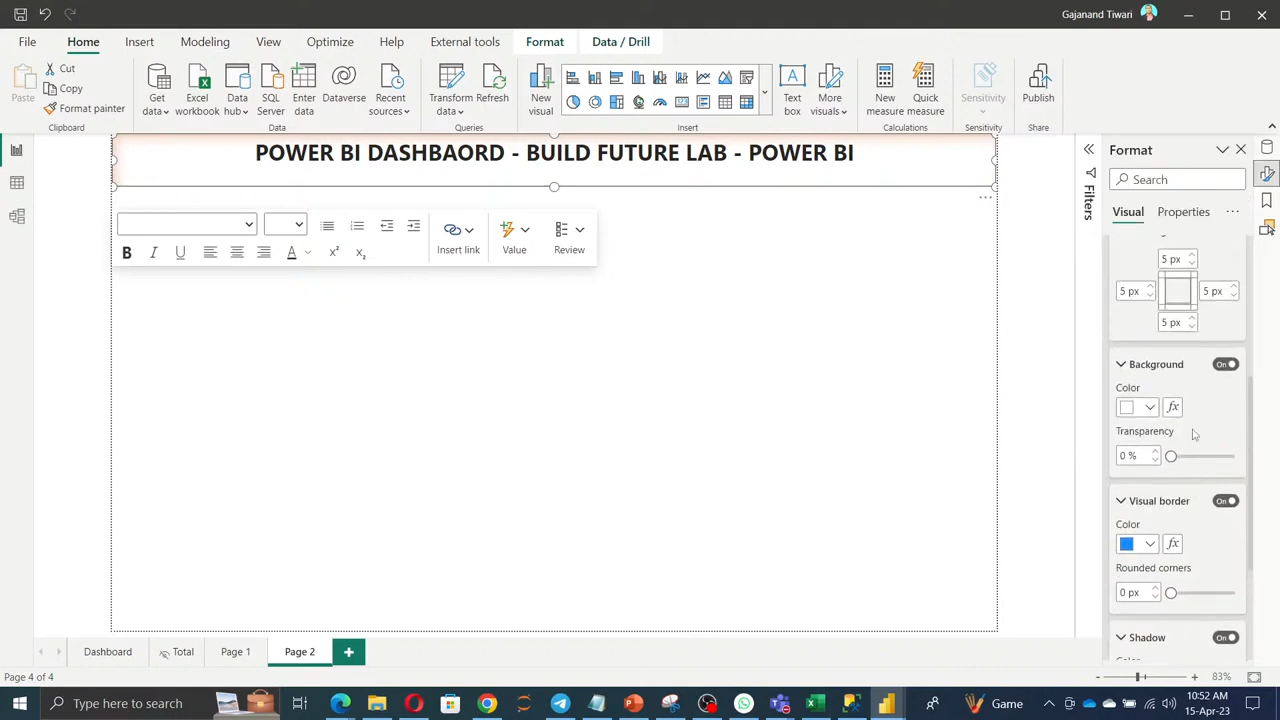 Gajanand Tiwari
File Home Insert Modeling View Optimize Help External tools Format Data / Drill
Paste
Cut
Copy
Format painter
Clipboard
Get data
Excel workbook
Data hub
SQL Server
Enter data
Dataverse
Recent sources
Data
Transform data
Refresh
Queries
New visual
Text box
More visuals
Insert
New measure
Quick measure
Calculations
Sensitivity
Sensitivity
Publish
Share
POWER BI DASHBAORD - BUILD FUTURE LAB - POWER BI
B I U A x² x₂
Insert link
Value
Review
Filters
Format
Search
Visual Properties
5 px
5 px 5 px
5 px
Background On
Color
fx
Transparency
0 %
Visual border On
Color
fx
Rounded corners
0 px
Shadow On
Dashboard Total Page 1 Page 2
Page 4 of 4
83%
Type here to search
Game
10:52 AM
15-Apr-23